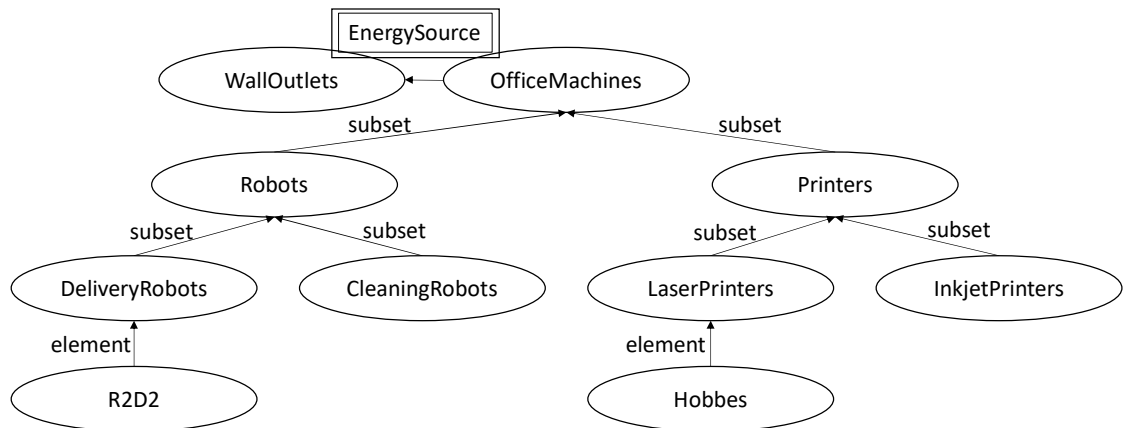 EnergySource
WallOutlets OfficeMachines
subset subset
Robots Printers
subset subset subset subset
DeliveryRobots CleaningRobots LaserPrinters InkjetPrinters
element element
R2D2 Hobbes